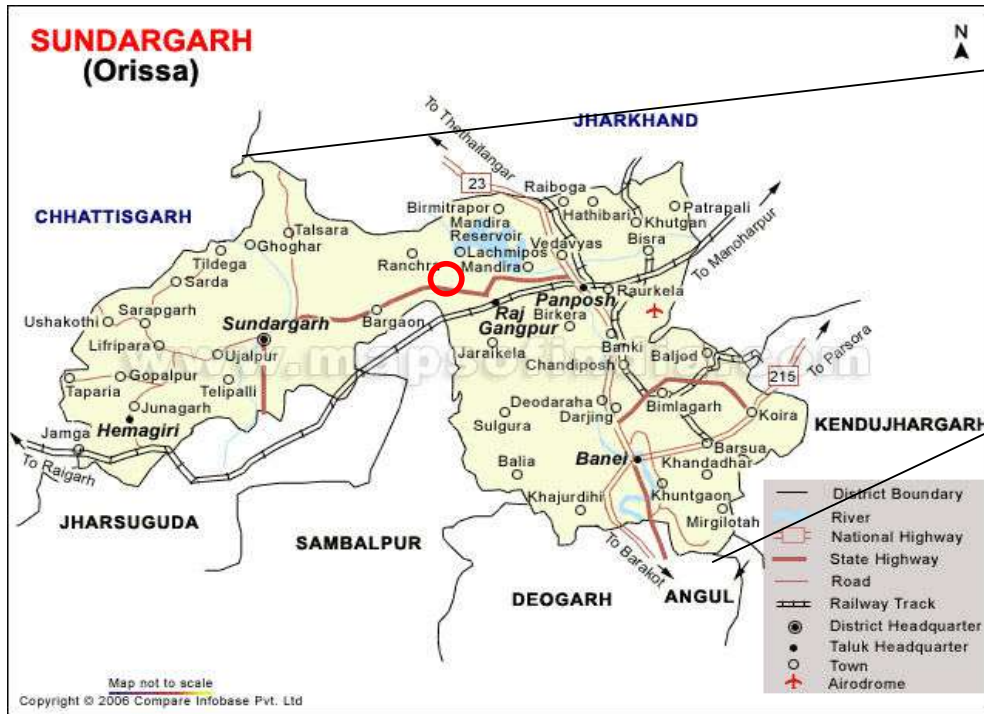 SUNDARGARH
(Orissa)
N
To Thethaitangar
JHARKHAND
23
Raiboga
Birmitrapor
Hathibari
Patrapali
CHHATTISGARH
Talsara
Mandira
Reservoir
Khutgan
Ghoghar
Vedavyas
Bisra
To Manoharpur
Tildega
Lachmipos
Ranchra
Mandira
Sarda
Panposh
Raurkela
Sarapgarh
Bargaon
Raj
Gangpur
Birkera
Ushakothi
Sundargarh
Lifripara
Jaraikela
Banki
Baljod
To Parsora
Ujalpur
Chandiposh
www.mapsofindia.com
Gopalpur
Telipalli
215
Taparia
Deodaraha
Bimlagarh
Junagarh
Darjing
Koira
Hemagiri
Sulgura
KENDUJHARGARH
Jamga
Barsua
Banei
To Raigarh
Balia
Khandadhar
Khajurdihi
Khuntgaon
JHARSUGUDA
Mirgilotah
SAMBALPUR
To Barakot
DEOGARH
ANGUL
District Boundary
River
National Highway
State Highway
Road
Railway Track
District Headquarter
Taluk Headquarter
Town
Airodrome
Map not to scale
Copyright © 2006 Compare Infobase Pvt. Ltd